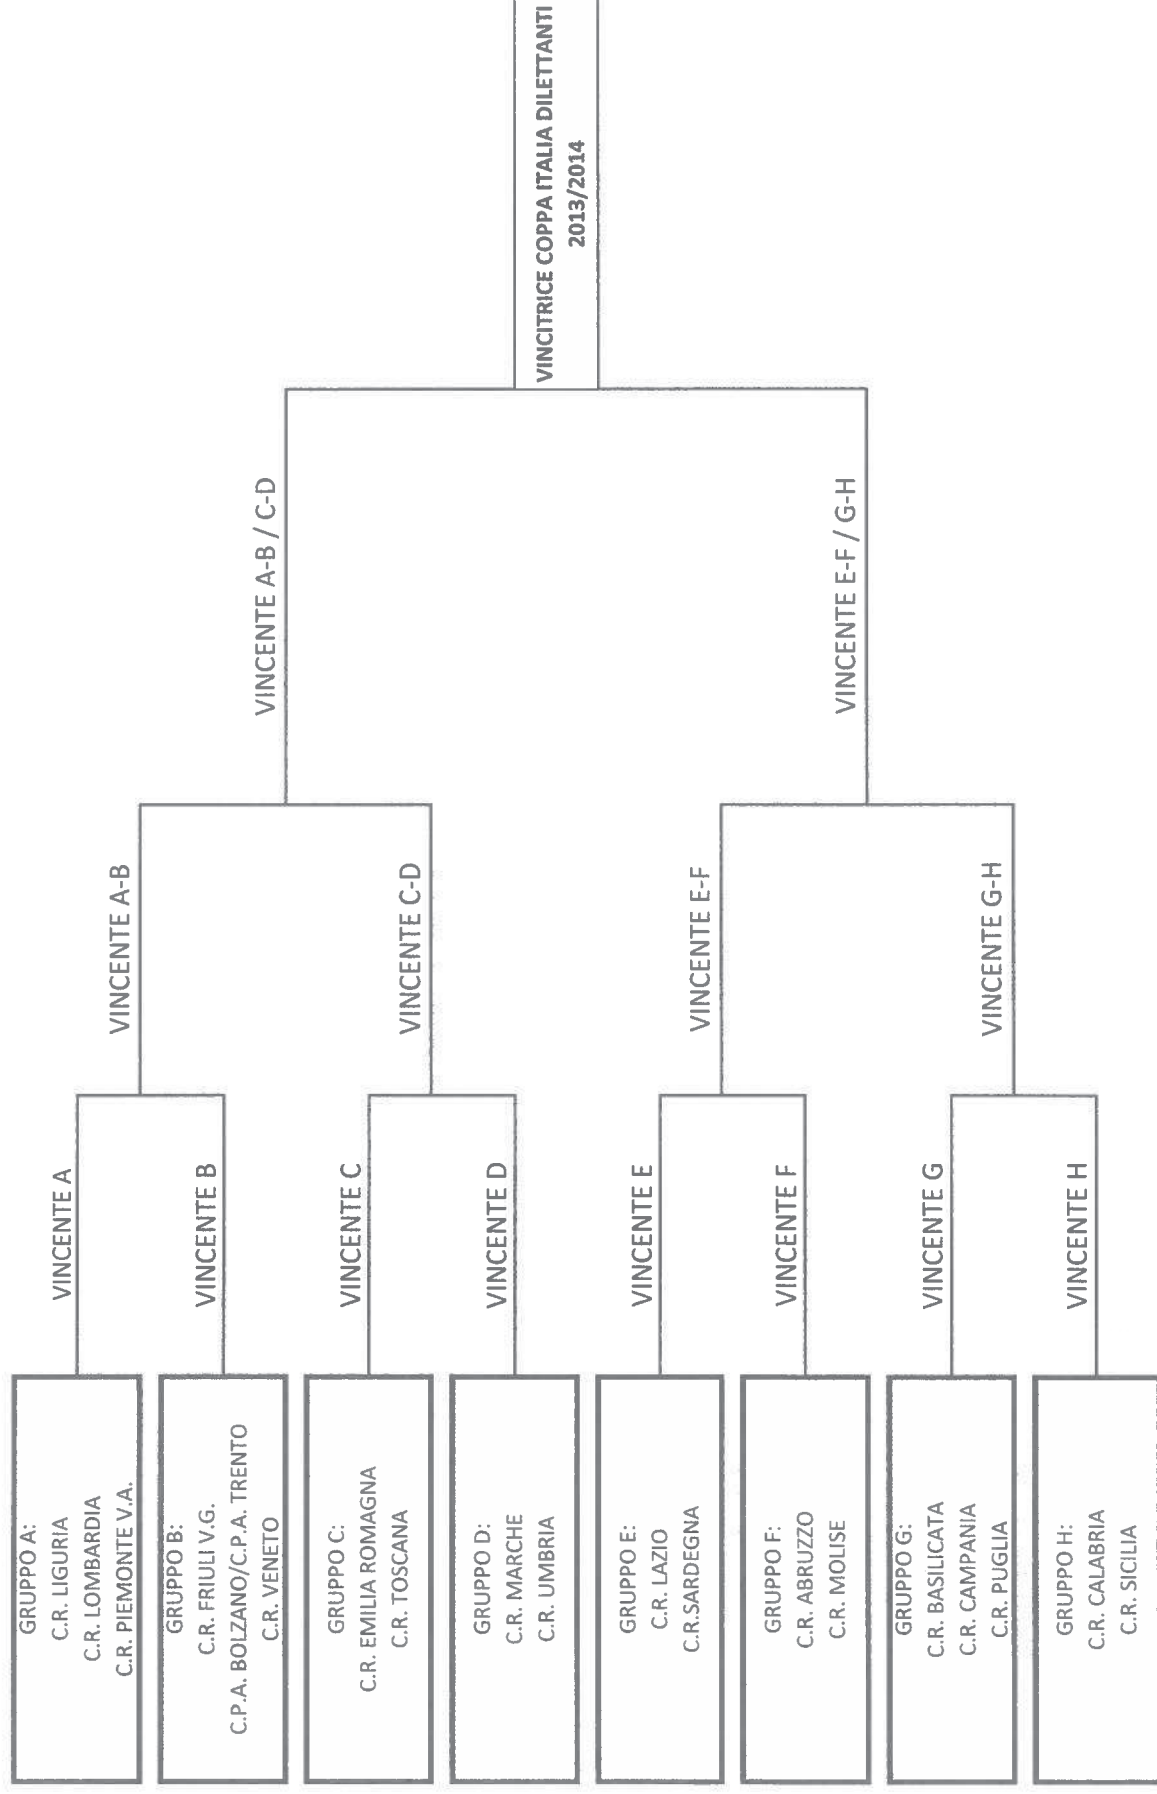 GRUPPO A:
C.R. LIGURIA
C.R. LOMBARDIA
C.R. PIEMONTE V.A.
GRUPPO B:
C.R. FRIULI V.G.
C.P.A. BOLZANO/C.P.A. TRENTO
C.R. VENETO
GRUPPO C:
C.R. EMILIA ROMAGNA
C.R. TOSCANA
GRUPPO D:
C.R. MARCHE
C.R. UMBRIA
GRUPPO E:
C.R. LAZIO
C.R.SARDEGNA
GRUPPO F:
C.R. ABRUZZO
C.R. MOLISE
GRUPPO G:
C.R. BASILICATA
C.R. CAMPANIA
C.R. PUGLIA
GRUPPO H:
C.R. CALABRIA
C.R. SICILIA
VINCENTE A
VINCENTE B
VINCENTE C
VINCENTE D
VINCENTE E
VINCENTE F
VINCENTE G
VINCENTE H
VINCENTE A-B
VINCENTE C-D
VINCENTE E-F
VINCENTE G-H
VINCENTE A-B / C-D
VINCENTE E-F / G-H
VINCITRICE COPPA ITALIA DILETTANTI
2013/2014